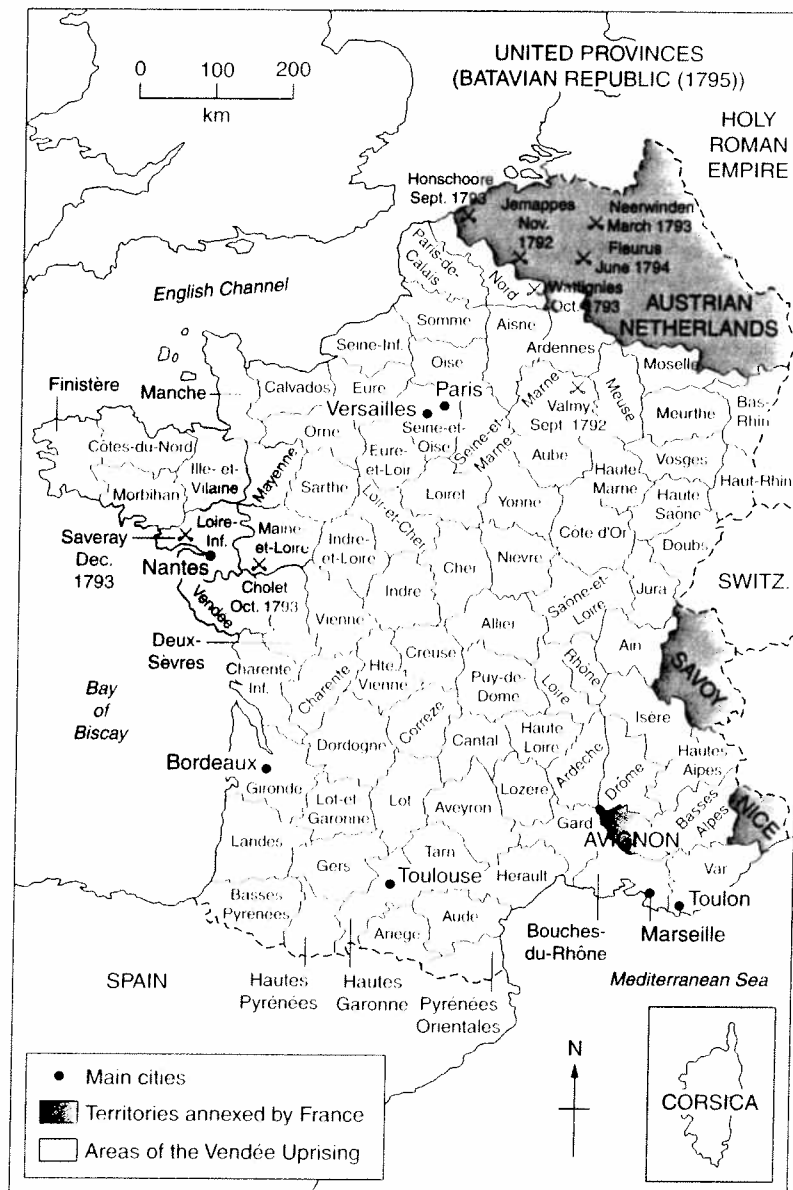 0 100 200
km
UNITED PROVINCES
(BATAVIAN REPUBLIC (1795))
HOLY
ROMAN
EMPIRE
Honschoore
Sept. 1793
Jemappes
Nov.
1792
Neerwinden
March 1793
Fleurus
June 1794
Wattignies
Oct. 1793
AUSTRIAN
NETHERLANDS
English Channel
Paris-de-
Calais
Nord
Somme
Aisne
Ardennes
Seine-Inf.
Oise
Moselle
Finistère
Manche
Calvados
Eure
Paris
Versailles
Marne
Valmy
Sept 1792
Meuse
Meurthe
Bas-
Rhin
Côtes-du-Nord
Ille-et-
Vilaine
Orne
Seine-et-
Oise
Seine-et-
Marne
Mayenne
Eure-
et-Loir
Aube
Haute
Marne
Vosges
Haut-Rhin
Morbihan
Sarthe
Loiret
Yonne
Haute
Saône
Loir-et-Cher
Saveray
Dec.
1793
Loire-
Inf.
Maine
et-Loire
Indre-
et-Loire
Côte d'Or
Doubs
Nantes
Cher
Nievre
SWITZ.
Cholet
Oct. 1793
Vendée
Indre
Jura
Vienne
Saône-et-
Loire
Deux-
Sèvres
Allier
Ain
Charente
Inf.
Charente
Hte
Vienne
Creuse
Puy-de-
Dome
Loire
Rhône
SAVOY
Bay
of
Biscay
Correze
Isère
Dordogne
Cantal
Haute
Loire
Ardeche
Drôme
Hautes
Alpes
Bordeaux
Gironde
Lot-et
Garonne
Lot
Aveyron
Lozere
Gard
AVIGNON
Basses
Alpes
NICE
Landes
Gers
Tarn
Herault
Var
Toulouse
Toulon
Basses
Pyrenées
Ariege
Aude
Bouches-
du-Rhône
Marseille
SPAIN
Hautes
Pyrénées
Hautes
Garonne
Pyrénées
Orientales
Mediterranean Sea
N
CORSICA
Main cities
Territories annexed by France
Areas of the Vendée Uprising